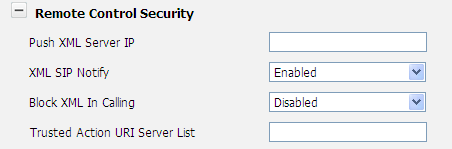 Remote Control Security
Push XML Server IP
XML SIP Notify Enabled
Block XML In Calling Disabled
Trusted Action URI Server List